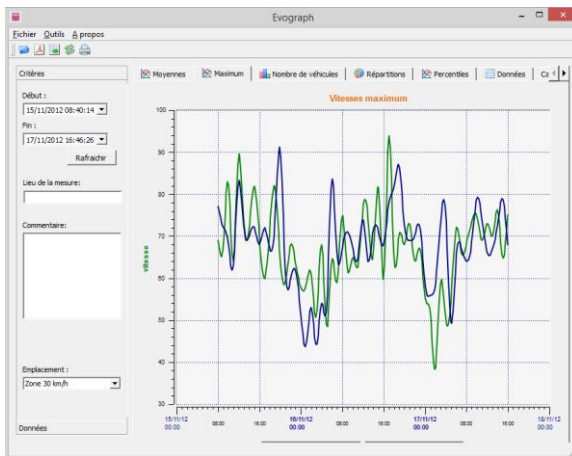 Evograph
Fichier Outils A propos
Critères
Moyennes Maximum Nombre de véhicules Répartitions Percentiles Données Ca
Début :
15/11/2012 08:40:14
Fin :
17/11/2012 16:46:26
Rafraichir
Lieu de la mesure:
Commentaire:
Emplacement :
Zone 30 km/h
Données
Vitesses maximum
vitesse
100
90
80
70
60
50
40
30
15/11/12 00:00
08:00
16:00
16/11/12 00:00
08:00
16:00
17/11/12 00:00
08:00
16:00
18/11/12 00:00